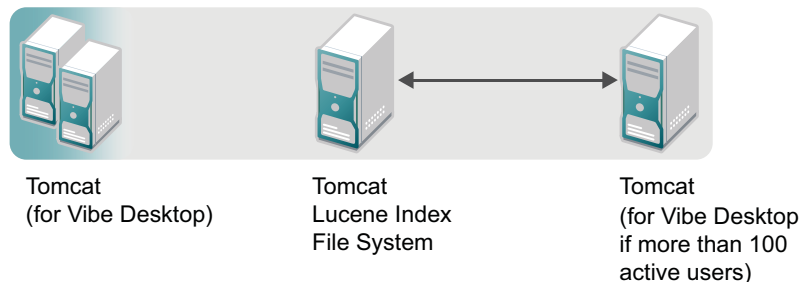 Tomcat
(for Vibe Desktop)
Tomcat
Lucene Index
File System
Tomcat
(for Vibe Desktop
if more than 100
active users)